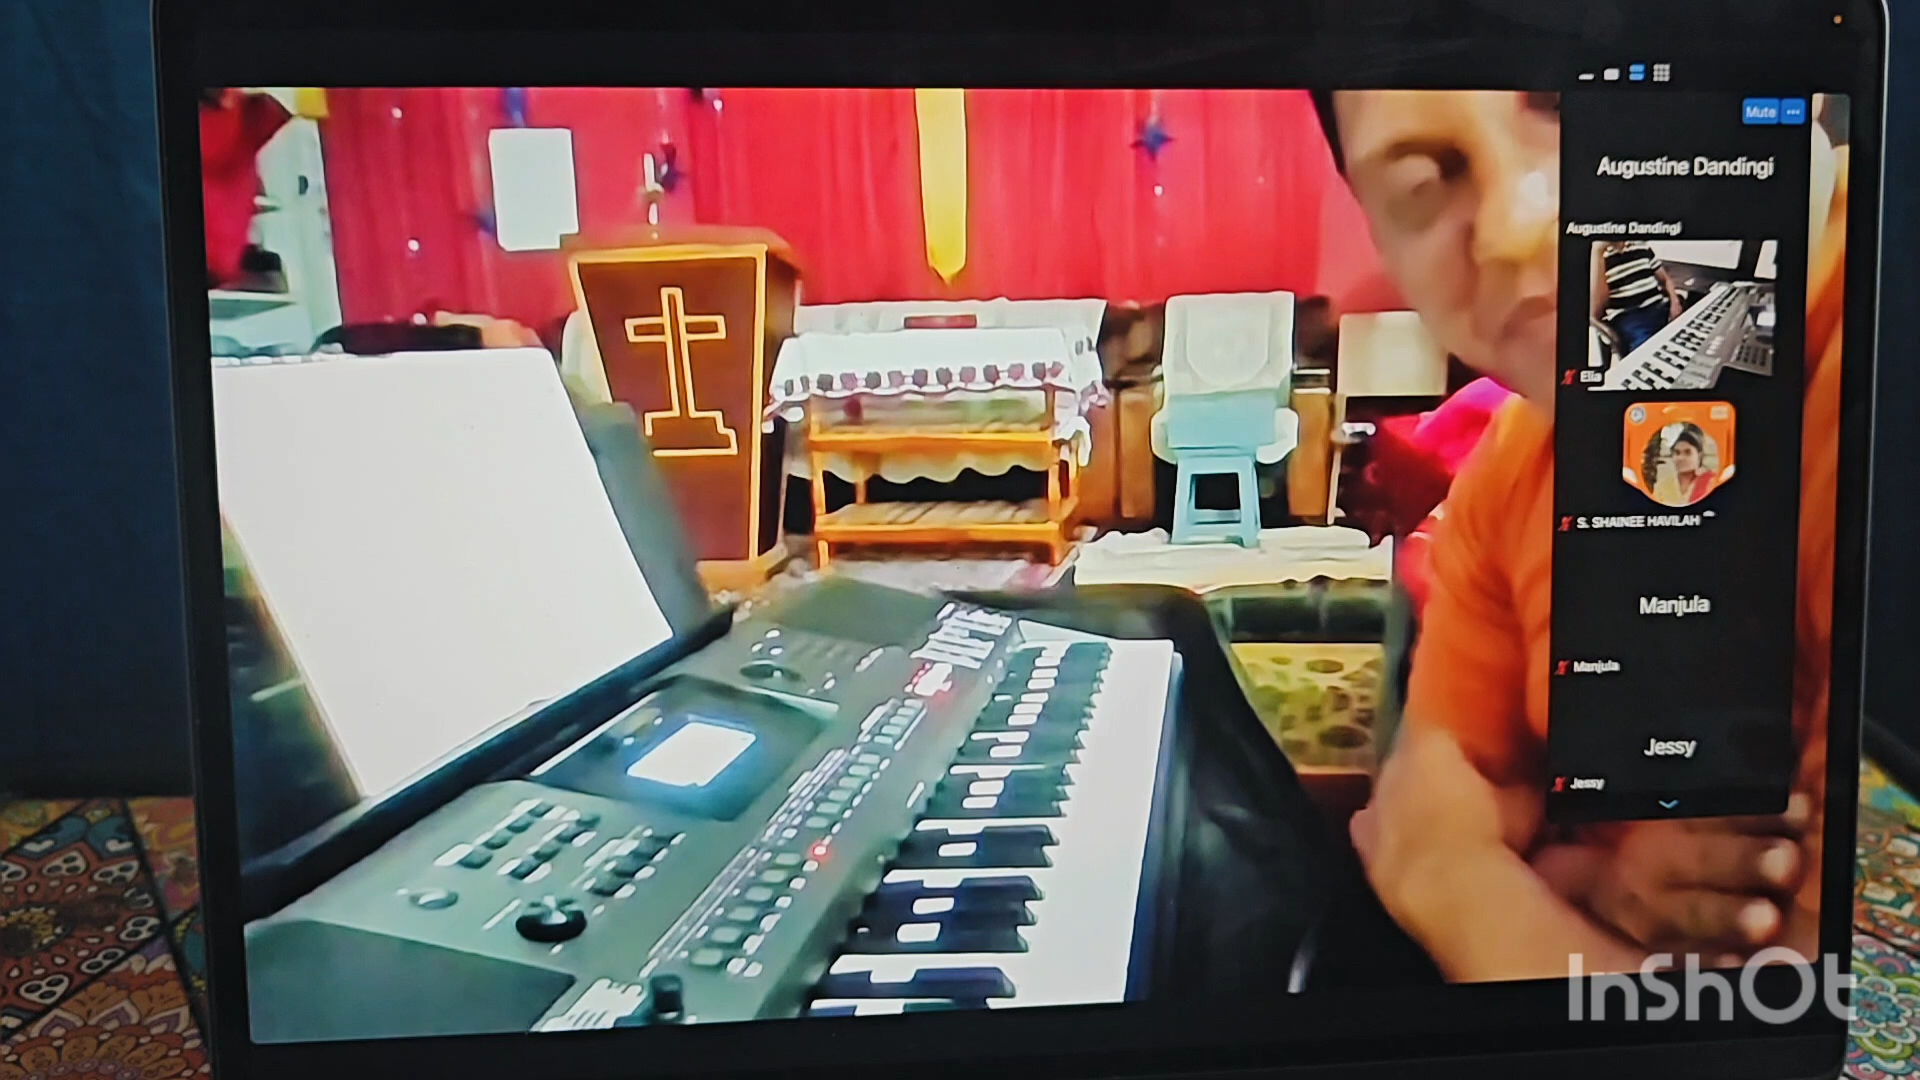 Mute
Augustine Dandingi
Augustine Dandingi
Ella
S. SHAINEE HAVILAH
Manjula
Manjula
Jessy
Jessy
InShOt